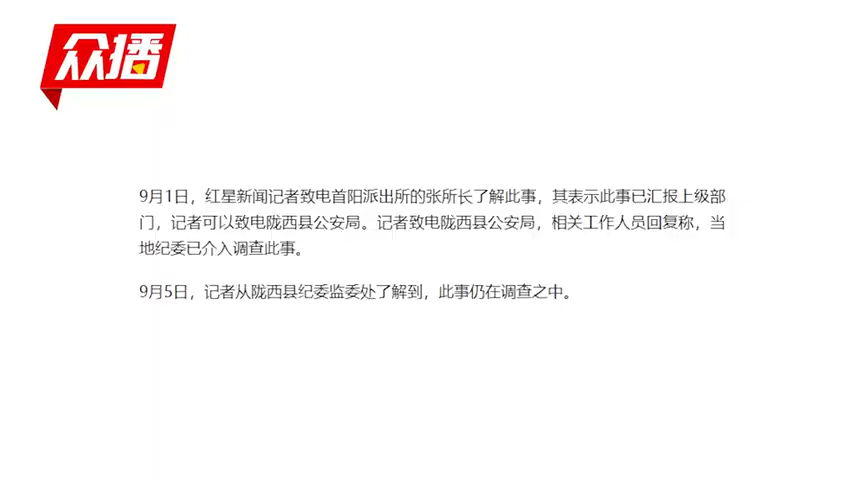 众播
9月1日，红星新闻记者致电首阳派出所的张所长了解此事，其表示此事已汇报上级部
门，记者可以致电陇西县公安局。记者致电陇西县公安局，相关工作人员回复称，当
地纪委已介入调查此事。
9月5日，记者从陇西县纪委监委处了解到，此事仍在调查之中。